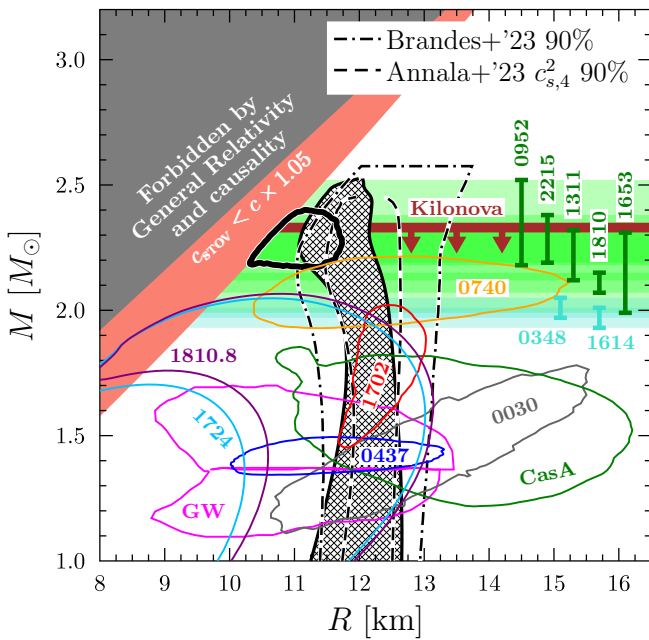 Brandes+'23 90%
Annala+'23 c²ₛ,₄ 90%
Forbidden by
General Relativity
and causality
c_STOV < c × 1.05
Kilonova
0952
2215
1311
1810
1653
0740
0348
1614
1810.8
1724
1702
0437
0030
GW
CasA
3.0
2.5
2.0
1.5
1.0
M [M⊙]
8 9 10 11 12 13 14 15 16
R [km]